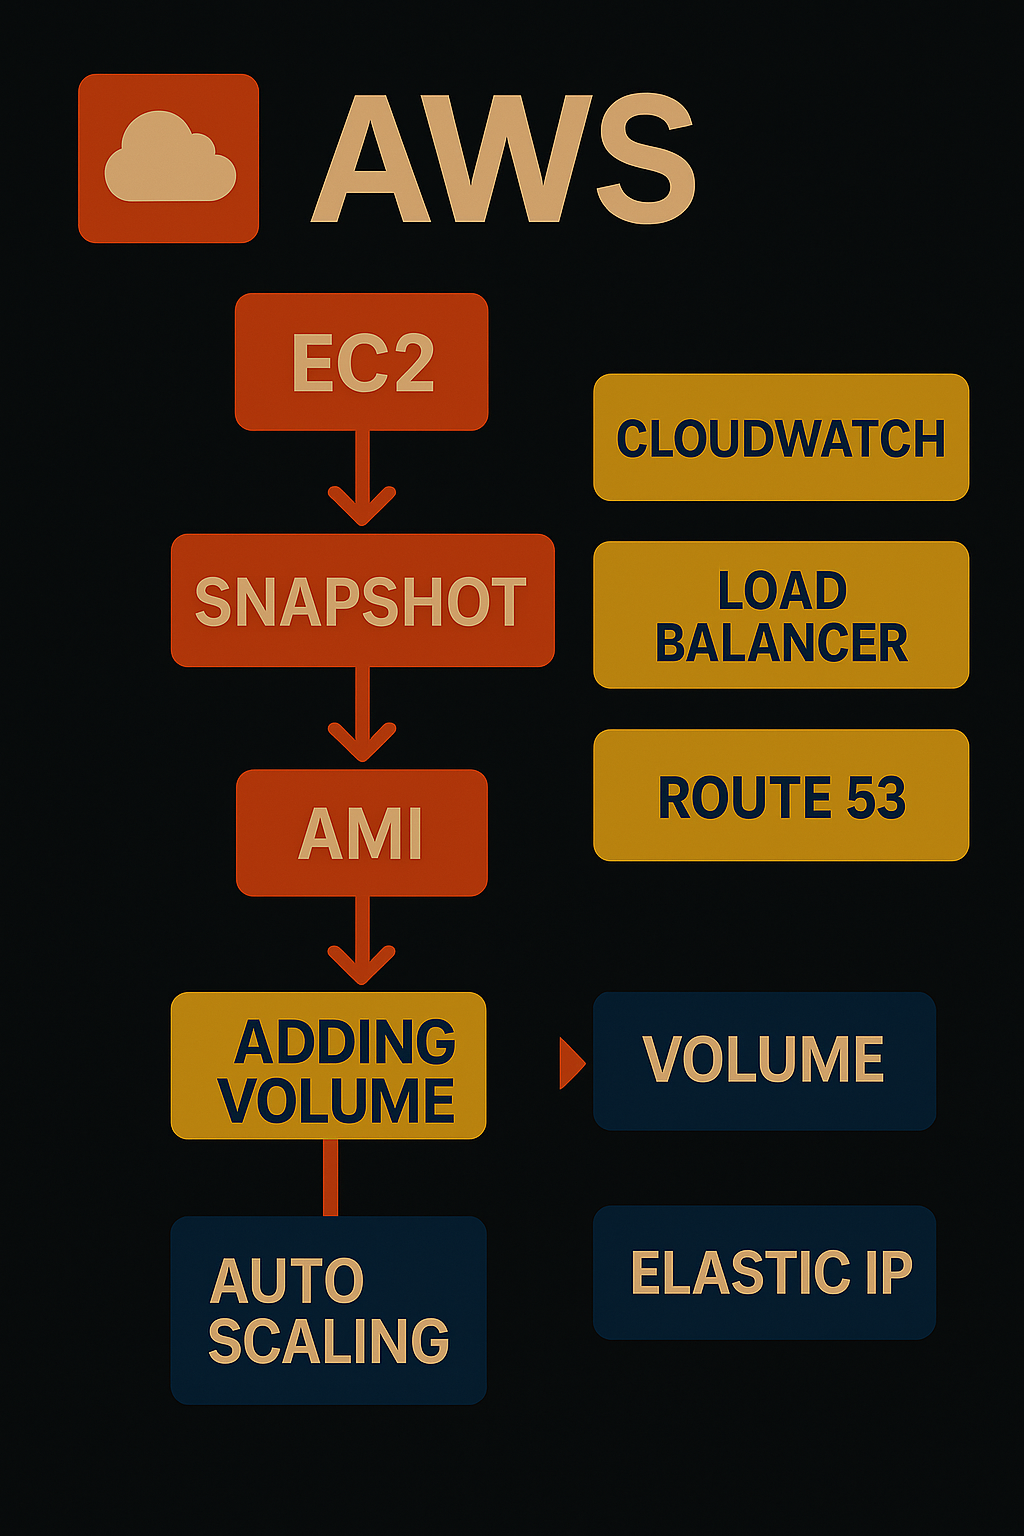 AWS
EC2
SNAPSHOT
AMI
ADDING
VOLUME
AUTO
SCALING
CLOUDWATCH
LOAD
BALANCER
ROUTE 53
VOLUME
ELASTIC IP